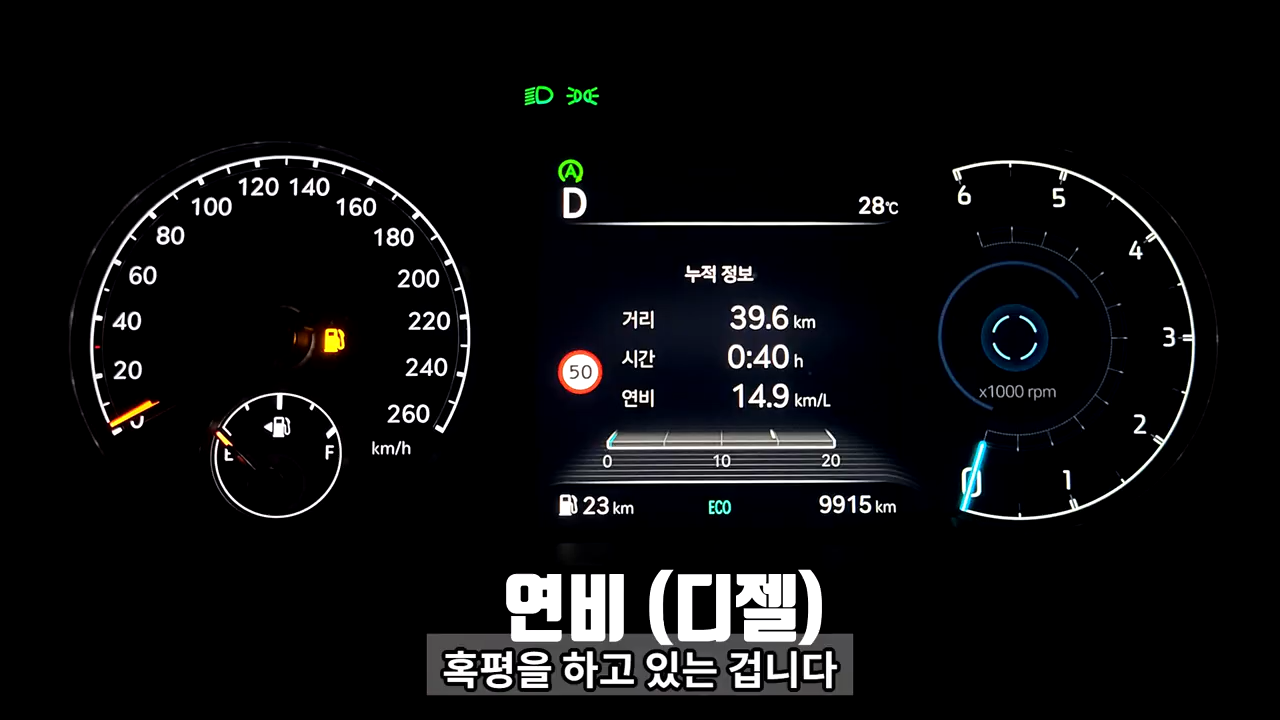 120 140
100 160
80 180
60 200
40 220
20 240
0 260
km/h
E F
A
D 28℃
누적 정보
거리 39.6 km
시간 0:40 h
연비 14.9 km/L
50
0 10 20
23 km ECO 9915 km
6 5 4 3 2 1 0
x1000 rpm
연비 (디젤)
혹평을 하고 있는 겁니다